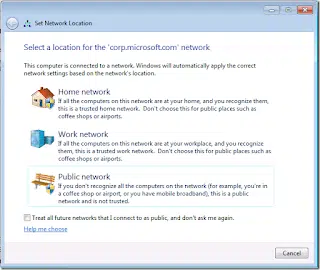 Set Network Location
Select a location for the 'corp.microsoft.com' network
This computer is connected to a network. Windows will automatically apply the correct
network settings based on the network's location.
Home network
If all the computers on this network are at your home, and you recognize them,
this is a trusted home network. Don't choose this for public places such as
coffee shops or airports.
Work network
If all the computers on this network are at your workplace, and you recognize
them, this is a trusted work network. Don't choose this for public places such as
coffee shops or airports.
Public network
If you don't recognize all the computers on the network (for example, you're in
a coffee shop or airport, or you have mobile broadband), this is a public
network and is not trusted.
Treat all future networks that I connect to as public, and don't ask me again.
Help me choose
Cancel